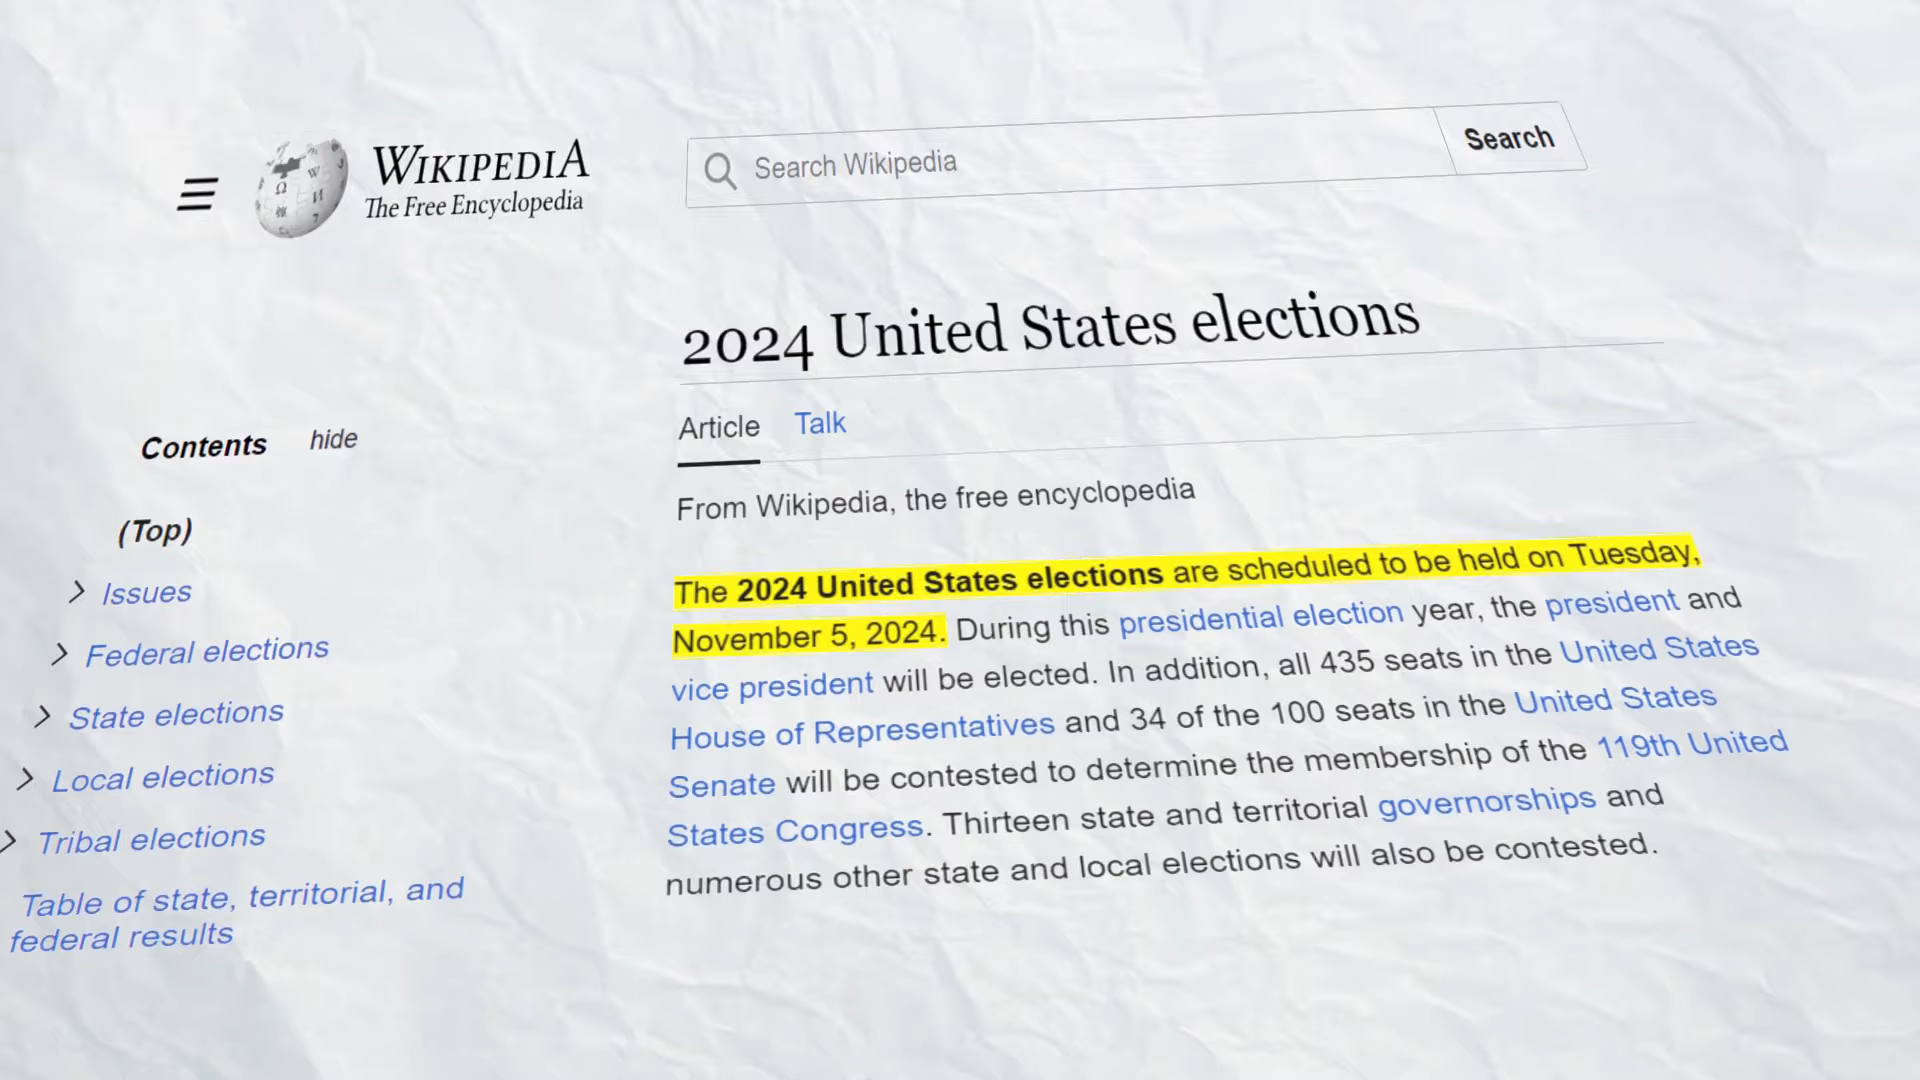 WIKIPEDIA
The Free Encyclopedia
Search Wikipedia
Search
2024 United States elections
Article Talk
From Wikipedia, the free encyclopedia
The 2024 United States elections are scheduled to be held on Tuesday,
November 5, 2024. During this presidential election year, the president and
vice president will be elected. In addition, all 435 seats in the United States
House of Representatives and 34 of the 100 seats in the United States
Senate will be contested to determine the membership of the 119th United
States Congress. Thirteen state and territorial governorships and
numerous other state and local elections will also be contested.
Contents hide
(Top)
Issues
Federal elections
State elections
Local elections
Tribal elections
Table of state, territorial, and
federal results